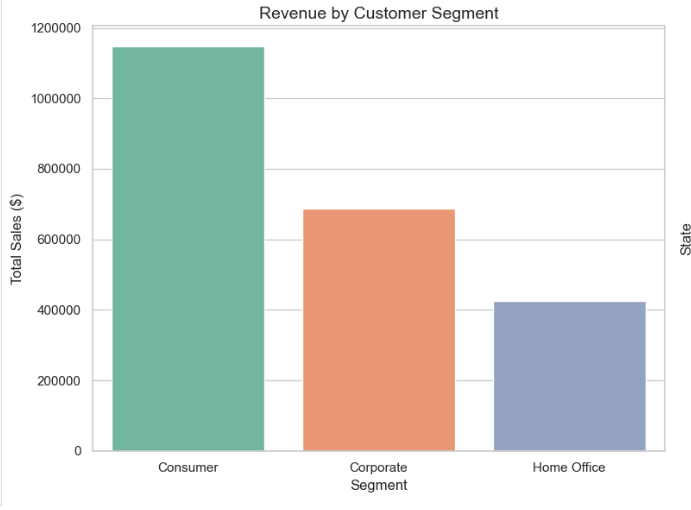 Revenue by Customer Segment
1200000
1000000
800000
600000
400000
200000
0
Total Sales ($)
Consumer Corporate Home Office
Segment
State